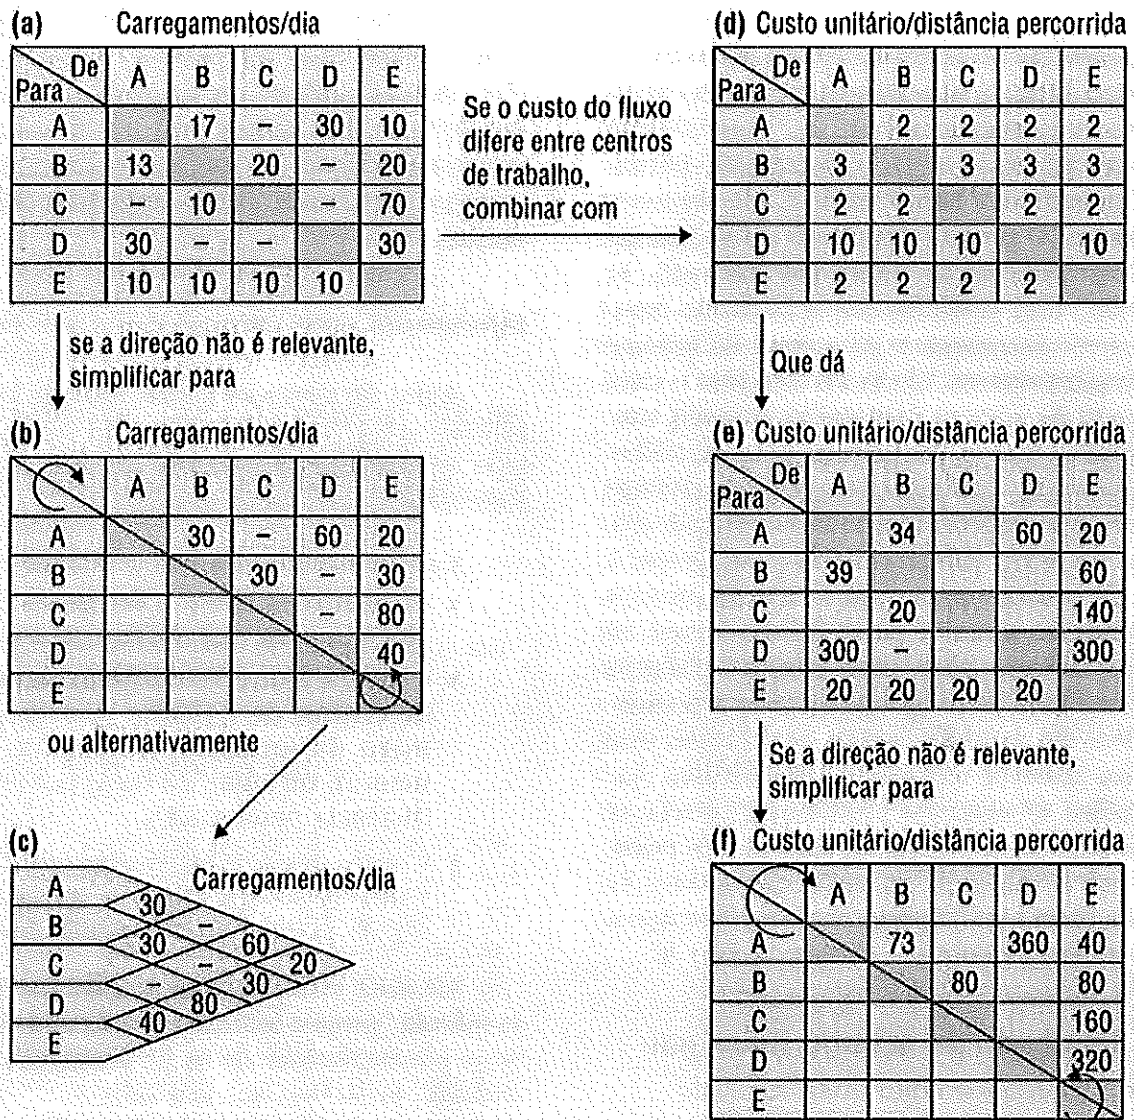 (a) Carregamentos/dia
De
Para
A B C D E
A 17 – 30 10
B 13 20 – 20
C – 10 – 70
D 30 – – 30
E 10 10 10 10
Se o custo do fluxo
difere entre centros
de trabalho,
combinar com
(d) Custo unitário/distância percorrida
De
Para
A B C D E
A 2 2 2 2
B 3 3 3 3
C 2 2 2 2
D 10 10 10 10
E 2 2 2 2
se a direção não é relevante,
simplificar para
Que dá
(b) Carregamentos/dia
A B C D E
A 30 – 60 20
B 30 – 30
C – 80
D 40
E
ou alternativamente
(e) Custo unitário/distância percorrida
De
Para
A B C D E
A 34 60 20
B 39 60
C 20 140
D 300 – 300
E 20 20 20 20
Se a direção não é relevante,
simplificar para
(c)
Carregamentos/dia
A
30
B –
30 60
C – 20
– 30
D 80
40
E
(f) Custo unitário/distância percorrida
A B C D E
A 73 360 40
B 80 80
C 160
D 320
E